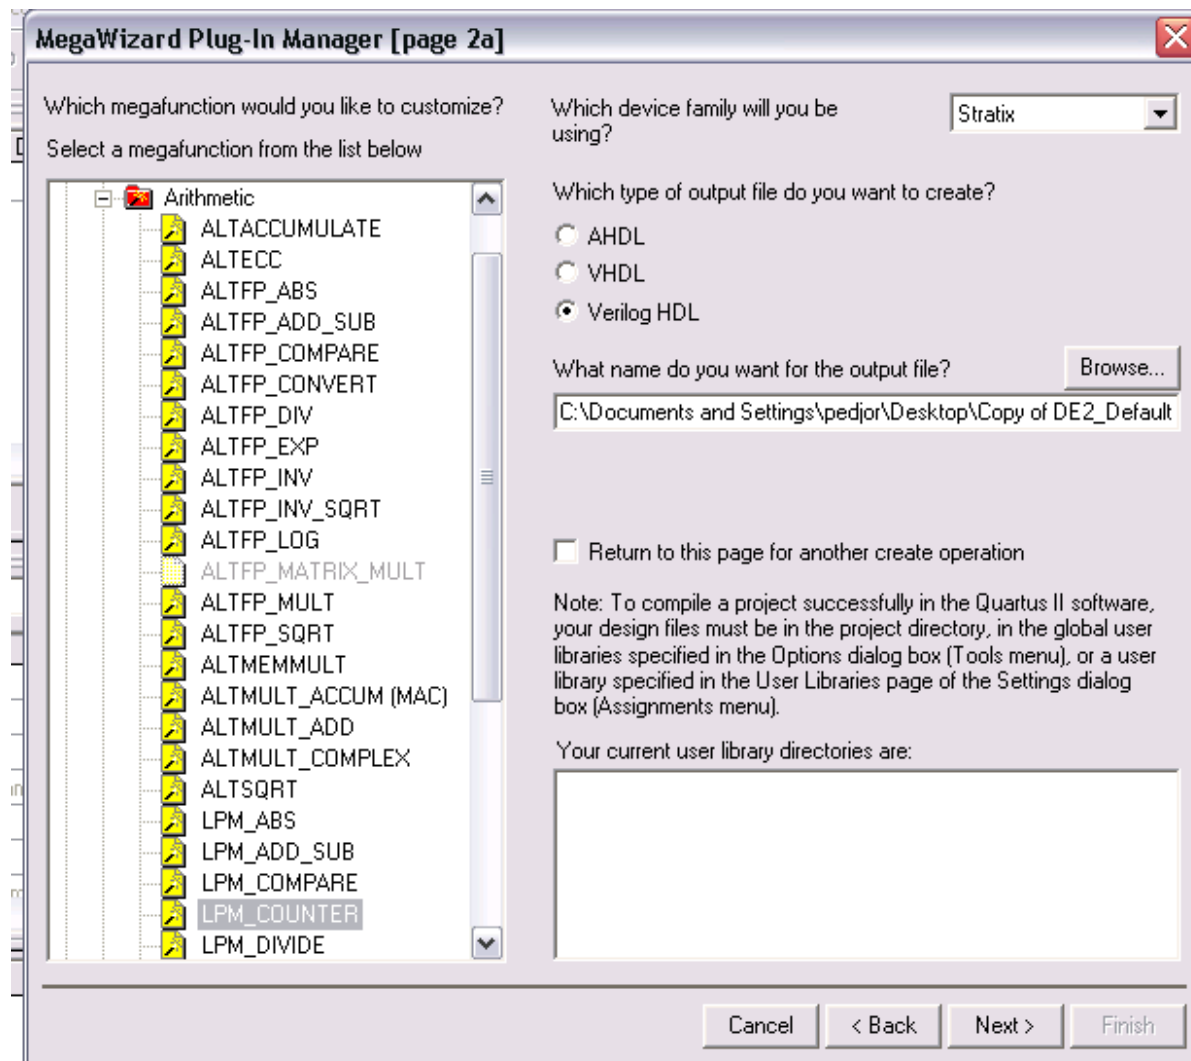 MegaWizard Plug-In Manager [page 2a]
Which megafunction would you like to customize?
Select a megafunction from the list below
Arithmetic
ALTACCUMULATE
ALTECC
ALTFP_ABS
ALTFP_ADD_SUB
ALTFP_COMPARE
ALTFP_CONVERT
ALTFP_DIV
ALTFP_EXP
ALTFP_INV
ALTFP_INV_SQRT
ALTFP_LOG
ALTFP_MATRIX_MULT
ALTFP_MULT
ALTFP_SQRT
ALTMEMMULT
ALTMULT_ACCUM (MAC)
ALTMULT_ADD
ALTMULT_COMPLEX
ALTSQRT
LPM_ABS
LPM_ADD_SUB
LPM_COMPARE
LPM_COUNTER
LPM_DIVIDE
Which device family will you be
using?
Stratix
Which type of output file do you want to create?
AHDL
VHDL
Verilog HDL
What name do you want for the output file?
Browse...
C:\Documents and Settings\pedjor\Desktop\Copy of DE2_Default
Return to this page for another create operation
Note: To compile a project successfully in the Quartus II software,
your design files must be in the project directory, in the global user
libraries specified in the Options dialog box (Tools menu), or a user
library specified in the User Libraries page of the Settings dialog
box (Assignments menu).
Your current user library directories are:
Cancel
< Back
Next >
Finish